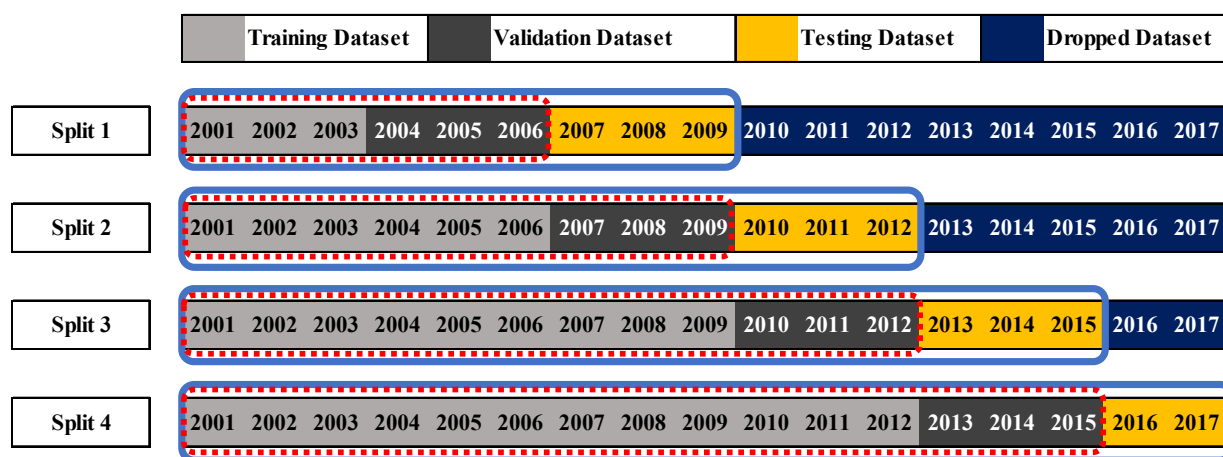 Training Dataset Validation Dataset Testing Dataset Dropped Dataset
Split 1 2001 2002 2003 2004 2005 2006 2007 2008 2009 2010 2011 2012 2013 2014 2015 2016 2017
Split 2 2001 2002 2003 2004 2005 2006 2007 2008 2009 2010 2011 2012 2013 2014 2015 2016 2017
Split 3 2001 2002 2003 2004 2005 2006 2007 2008 2009 2010 2011 2012 2013 2014 2015 2016 2017
Split 4 2001 2002 2003 2004 2005 2006 2007 2008 2009 2010 2011 2012 2013 2014 2015 2016 2017